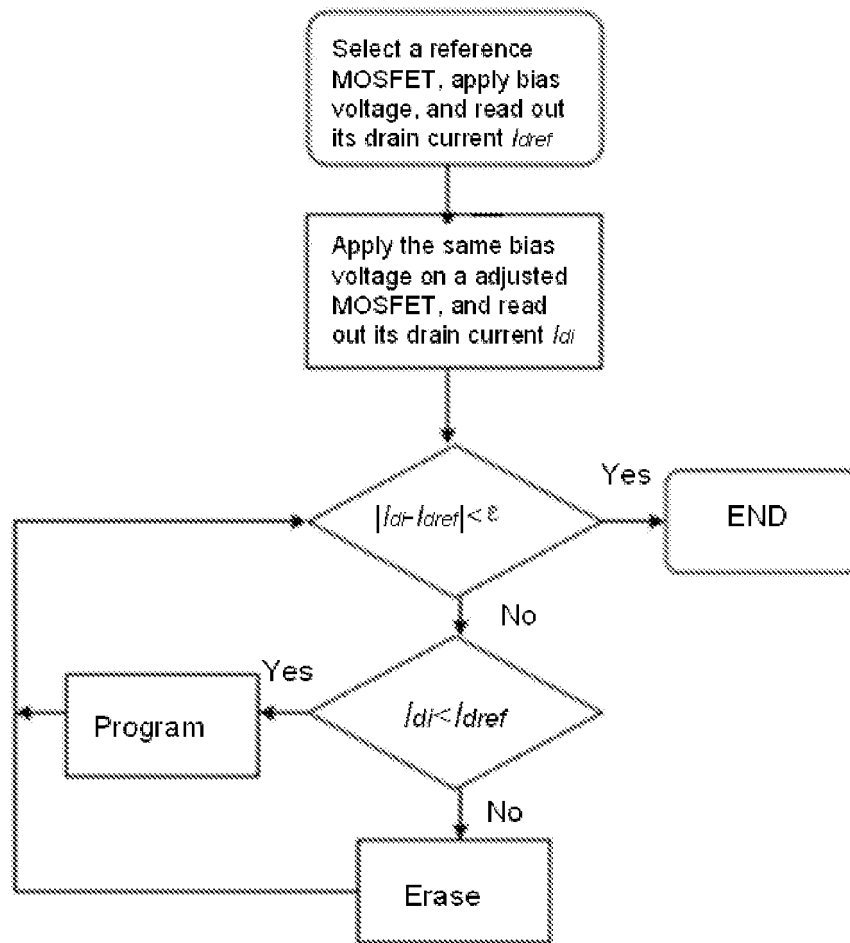 Select a reference
MOSFET, apply bias
voltage, and read out
its drain current Idref
Apply the same bias
voltage on a adjusted
MOSFET, and read
out its drain current Idi
|Idi-Idref|< ε
Yes
END
No
Idi<Idref
Yes
Program
No
Erase